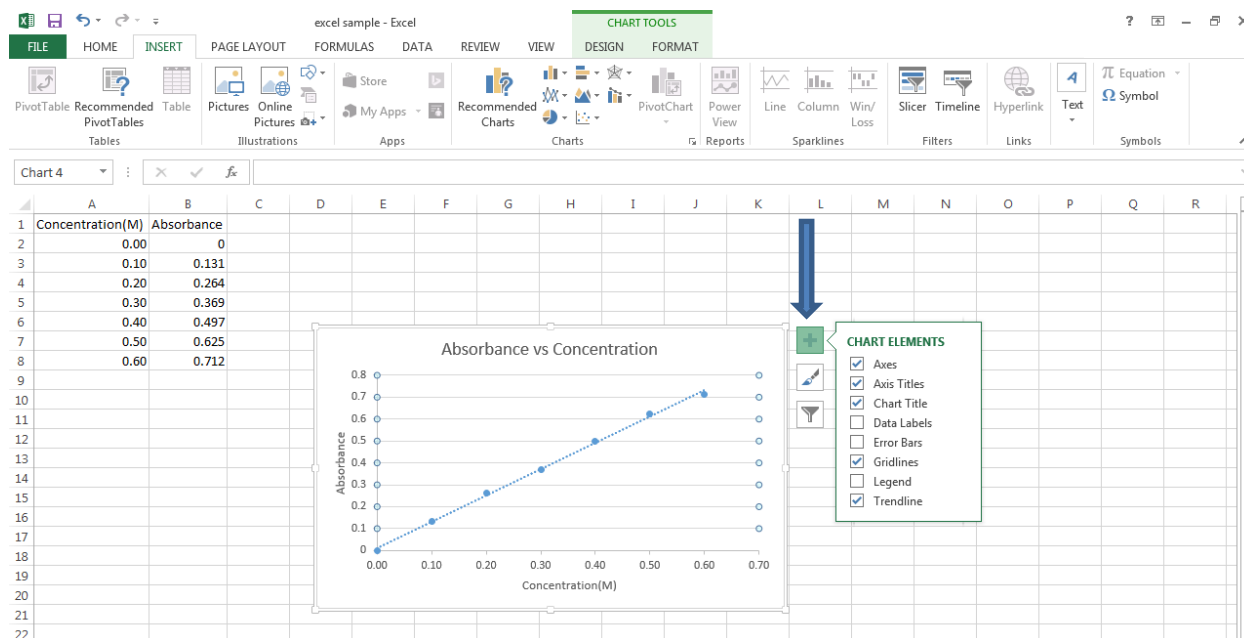 excel sample - Excel
CHART TOOLS
?
FILE HOME INSERT PAGE LAYOUT FORMULAS DATA REVIEW VIEW DESIGN FORMAT
PivotTable Recommended PivotTables Table
Tables
Pictures Online Pictures
Illustrations
Store
My Apps
Apps
Recommended Charts
PivotChart
Charts
Power View
Reports
Line Column Win/ Loss
Sparklines
Slicer Timeline
Filters
Hyperlink
Links
A
Text
π Equation
Ω Symbol
Symbols
Chart 4
fx
A B C D E F G H I J K L M N O P Q R
1 Concentration(M) Absorbance
2 0.00 0
3 0.10 0.131
4 0.20 0.264
5 0.30 0.369
6 0.40 0.497
7 0.50 0.625
8 0.60 0.712
9
10
11
12
13
14
15
16
17
18
19
20
21
22
Absorbance vs Concentration
Absorbance
0.8
0.7
0.6
0.5
0.4
0.3
0.2
0.1
0
0.00 0.10 0.20 0.30 0.40 0.50 0.60 0.70
Concentration(M)
CHART ELEMENTS
Axes
Axis Titles
Chart Title
Data Labels
Error Bars
Gridlines
Legend
Trendline